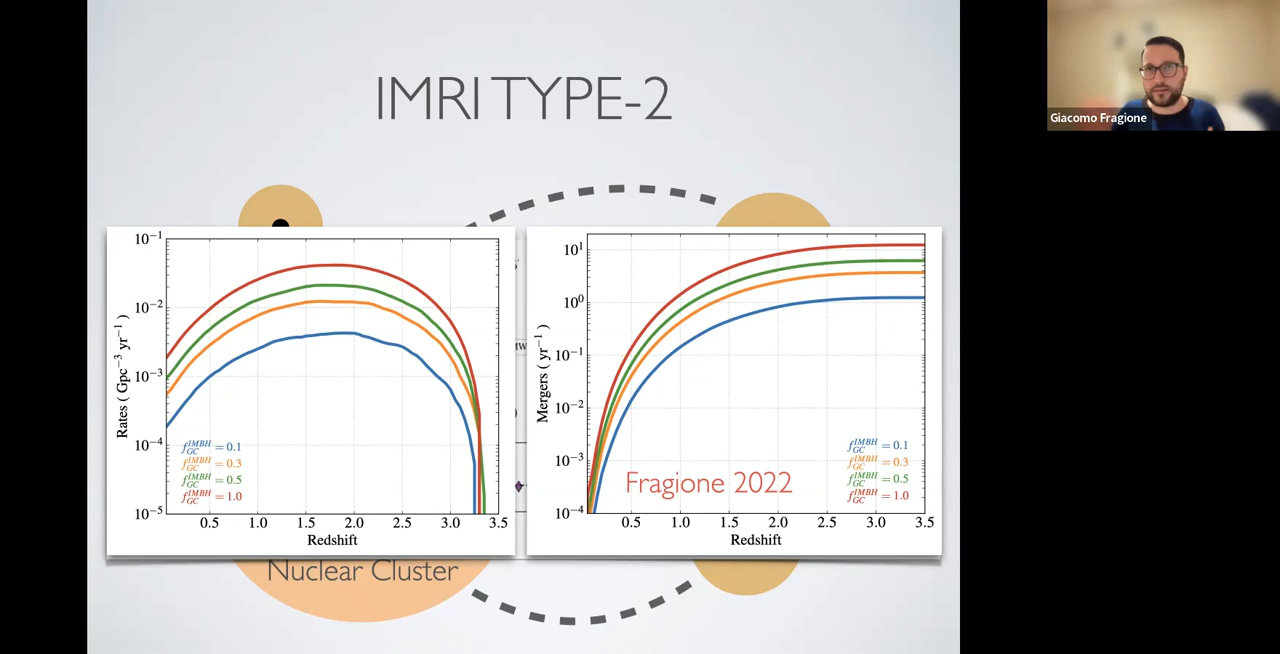 IMRI TYPE-2
Giacomo Fragione
Rates ( Gpc⁻³ yr⁻¹ )
10⁻¹
10⁻²
10⁻³
10⁻⁴
10⁻⁵
f_GC^IMBH = 0.1
f_GC^IMBH = 0.3
f_GC^IMBH = 0.5
f_GC^IMBH = 1.0
0.5 1.0 1.5 2.0 2.5 3.0 3.5
Redshift
MW
Mergers ( yr⁻¹ )
10¹
10⁰
10⁻¹
10⁻²
10⁻³
10⁻⁴
f_GC^IMBH = 0.1
f_GC^IMBH = 0.3
f_GC^IMBH = 0.5
f_GC^IMBH = 1.0
Fragione 2022
0.5 1.0 1.5 2.0 2.5 3.0 3.5
Redshift
Nuclear Cluster